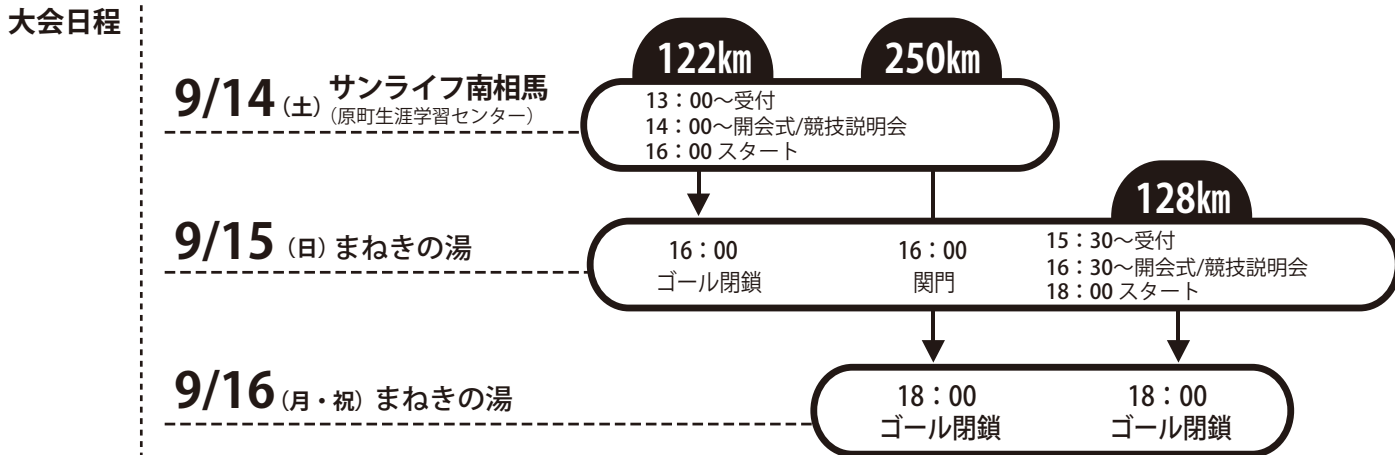 大会日程
122㎞
250㎞
9/14（土）サンライフ南相馬
（原町生涯学習センター）
13：00～受付
14：00～開会式/競技説明会
16：00 スタート
128㎞
9/15（日）まねきの湯
16：00
ゴール閉鎖
16：00
関門
15：30～受付
16：30～開会式/競技説明会
18：00 スタート
9/16（月・祝）まねきの湯
18：00
ゴール閉鎖
18：00
ゴール閉鎖